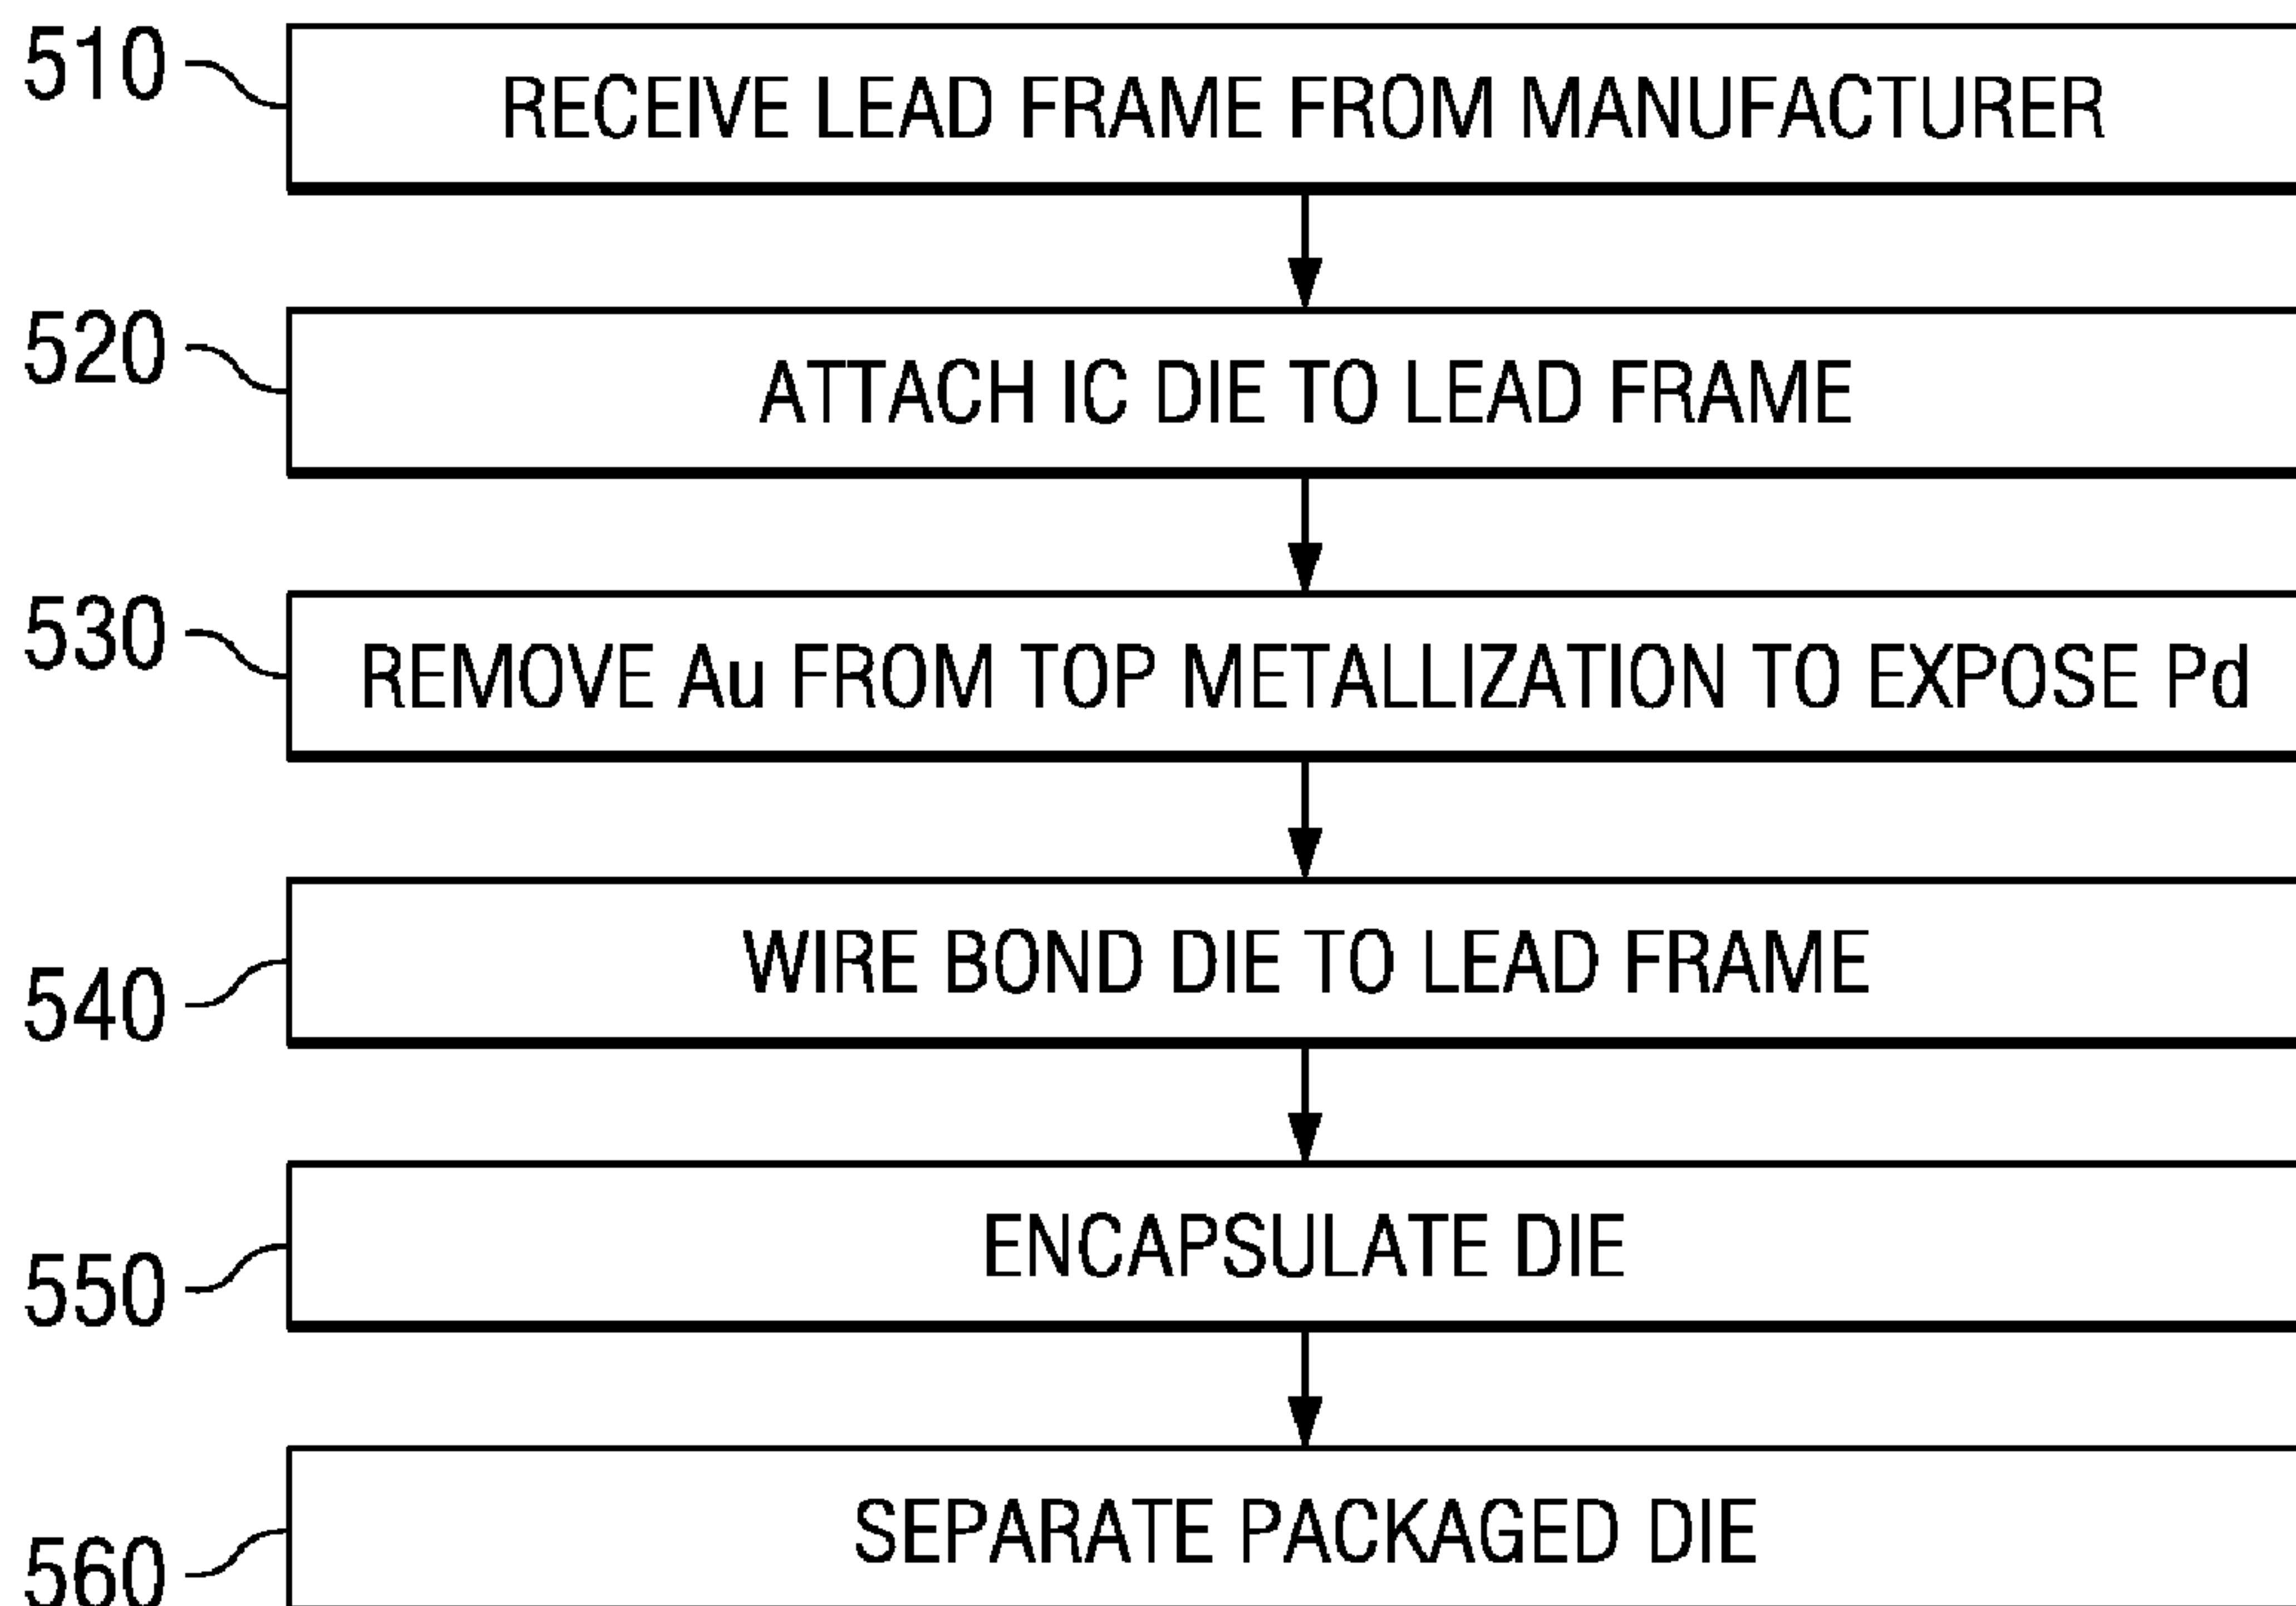 510 RECEIVE LEAD FRAME FROM MANUFACTURER
520 ATTACH IC DIE TO LEAD FRAME
530 REMOVE Au FROM TOP METALLIZATION TO EXPOSE Pd
540 WIRE BOND DIE TO LEAD FRAME
550 ENCAPSULATE DIE
560 SEPARATE PACKAGED DIE